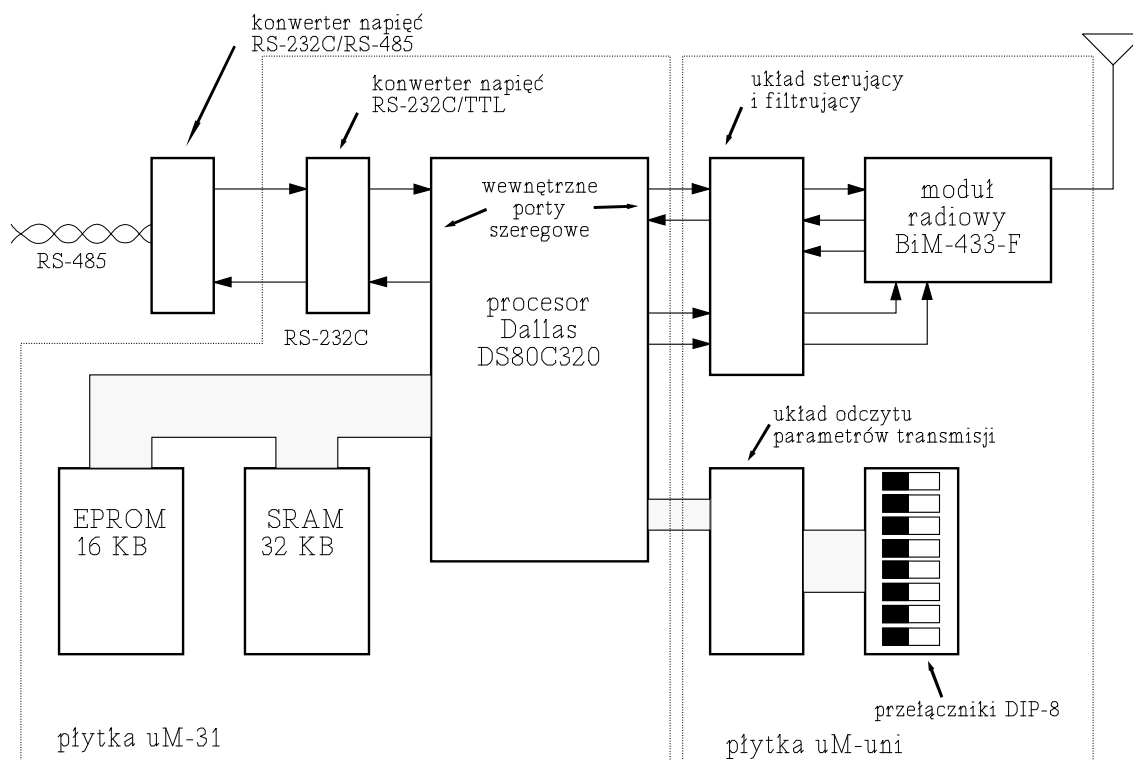 konwerter napięć
RS-232C/RS-485
konwerter napięć
RS-232C/TTL
układ sterujący
i filtrujący
wewnętrzne
porty
szeregowe
moduł
radiowy
BiM-433-F
RS-485
RS-232C
procesor
Dallas
DS80C320
układ odczytu
parametrów transmisji
EPROM
16 KB
SRAM
32 KB
przełączniki DIP-8
płytka uM-31
płytka uM-uni